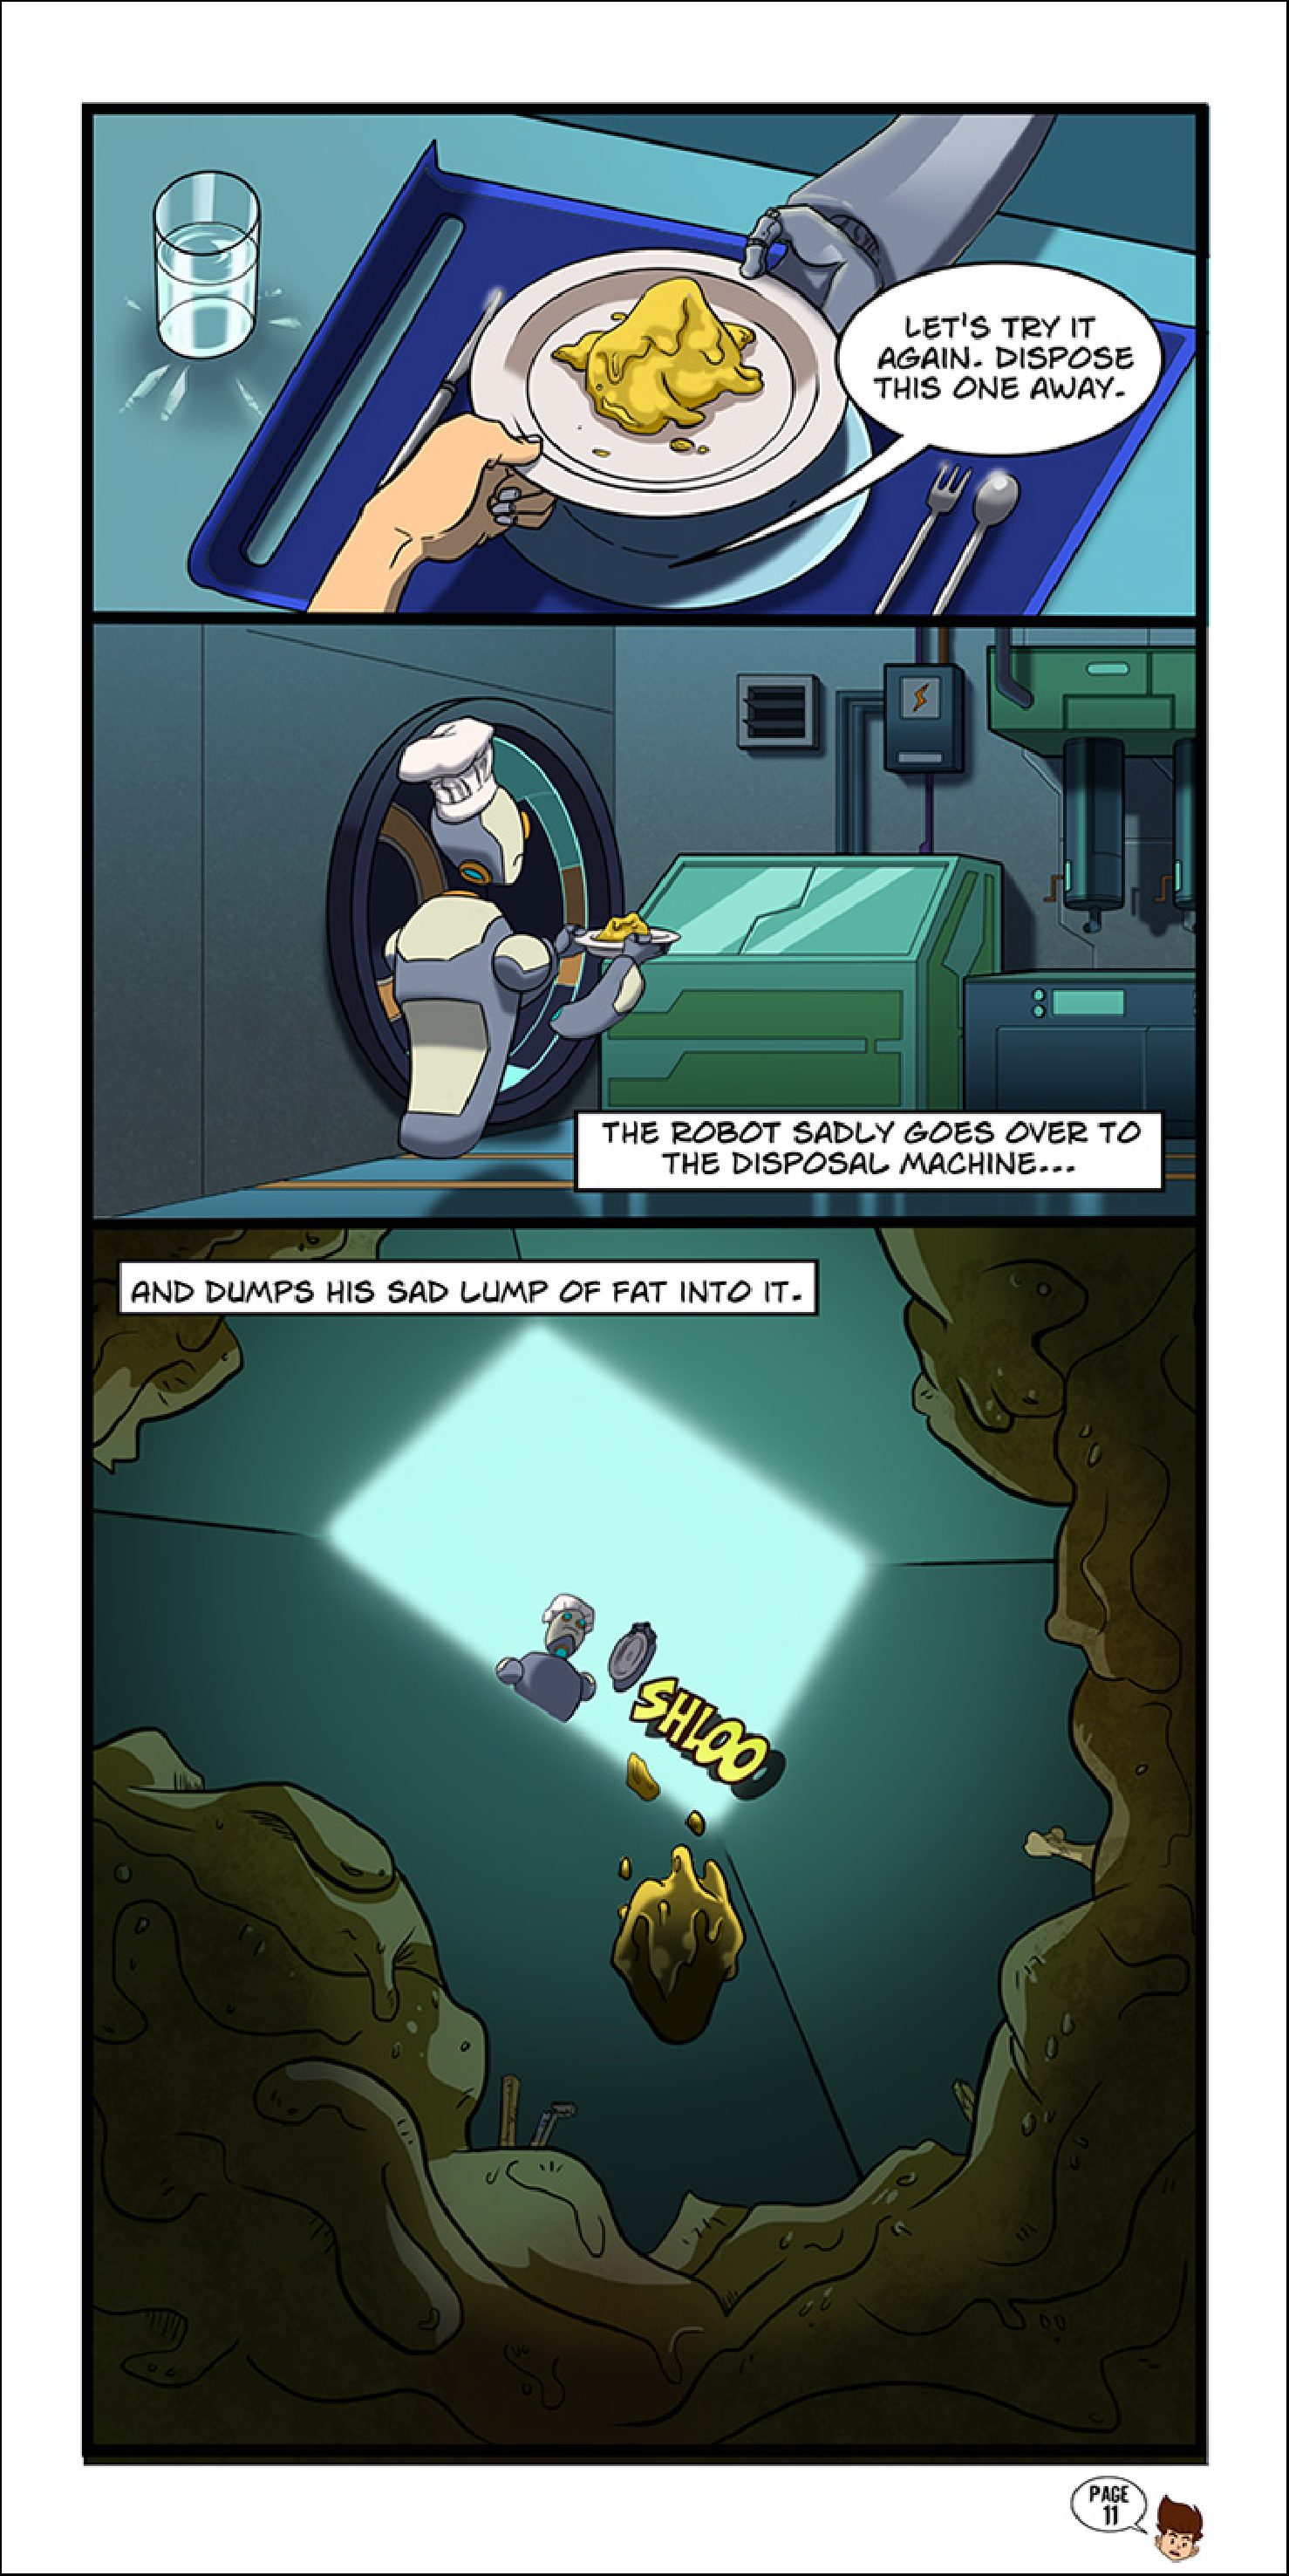 LET'S TRY IT
AGAIN. DISPOSE
THIS ONE AWAY.
THE ROBOT SADLY GOES OVER TO
THE DISPOSAL MACHINE...
AND DUMPS HIS SAD LUMP OF FAT INTO IT.
SHLOO
PAGE
11